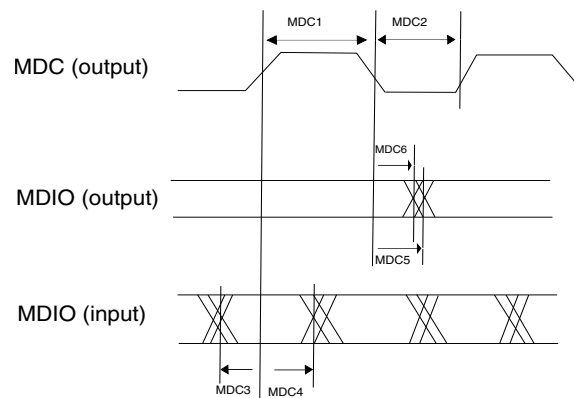 MDC1
MDC2
MDC (output)
MDC6
MDIO (output)
MDC5
MDIO (input)
MDC3
MDC4